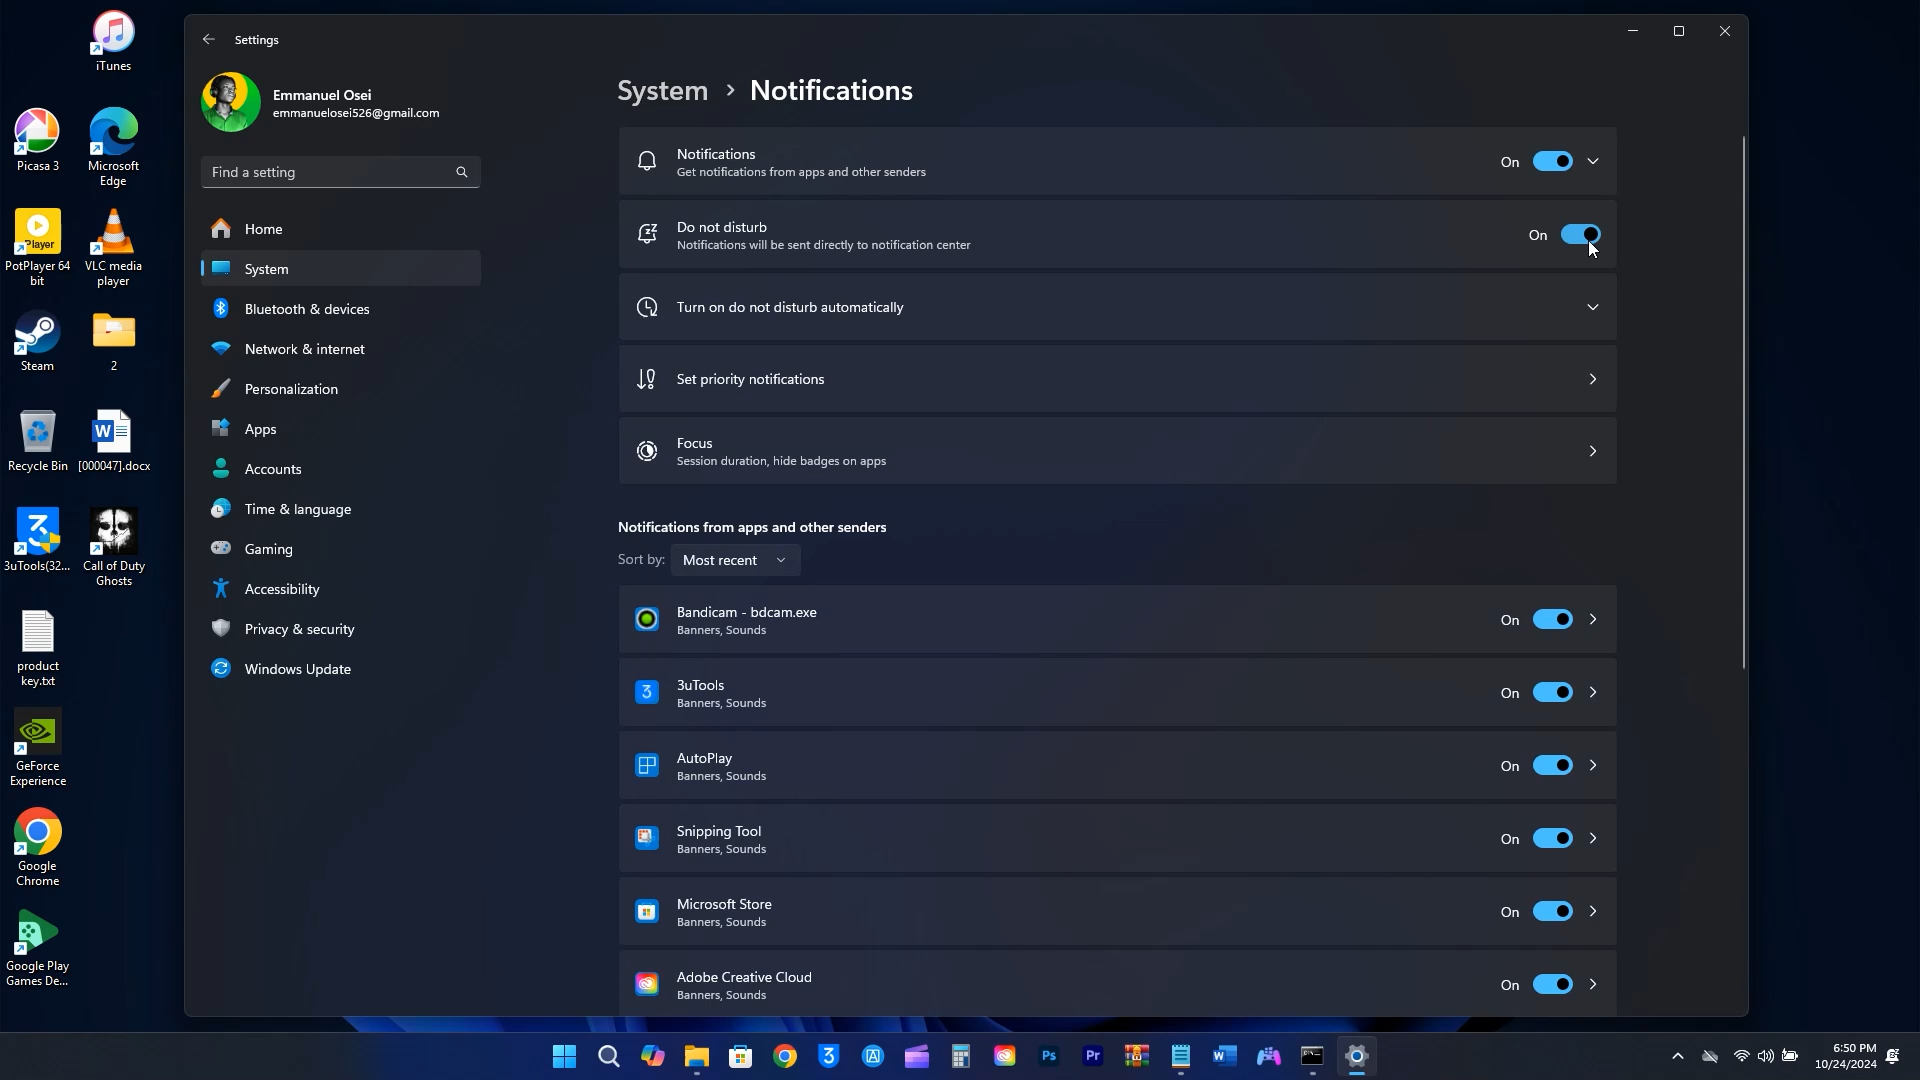 iTunes
Picasa 3
Microsoft
Edge
Player
PotPlayer 64
bit
VLC media
player
Steam
2
Recycle Bin
[000047].docx
3uTools(32...
Call of Duty
Ghosts
product
key.txt
GeForce
Experience
Google
Chrome
Google Play
Games De...
Settings
Emmanuel Osei
emmanuelosei526@gmail.com
Find a setting
Home
System
Bluetooth & devices
Network & internet
Personalization
Apps
Accounts
Time & language
Gaming
Accessibility
Privacy & security
Windows Update
System > Notifications
Notifications
Get notifications from apps and other senders
On
Do not disturb
Notifications will be sent directly to notification center
On
Turn on do not disturb automatically
Set priority notifications
Focus
Session duration, hide badges on apps
Notifications from apps and other senders
Sort by: Most recent
Bandicam - bdcam.exe
Banners, Sounds
On
3uTools
Banners, Sounds
On
AutoPlay
Banners, Sounds
On
Snipping Tool
Banners, Sounds
On
Microsoft Store
Banners, Sounds
On
Adobe Creative Cloud
Banners, Sounds
On
Ps
Pr
6:50 PM
10/24/2024